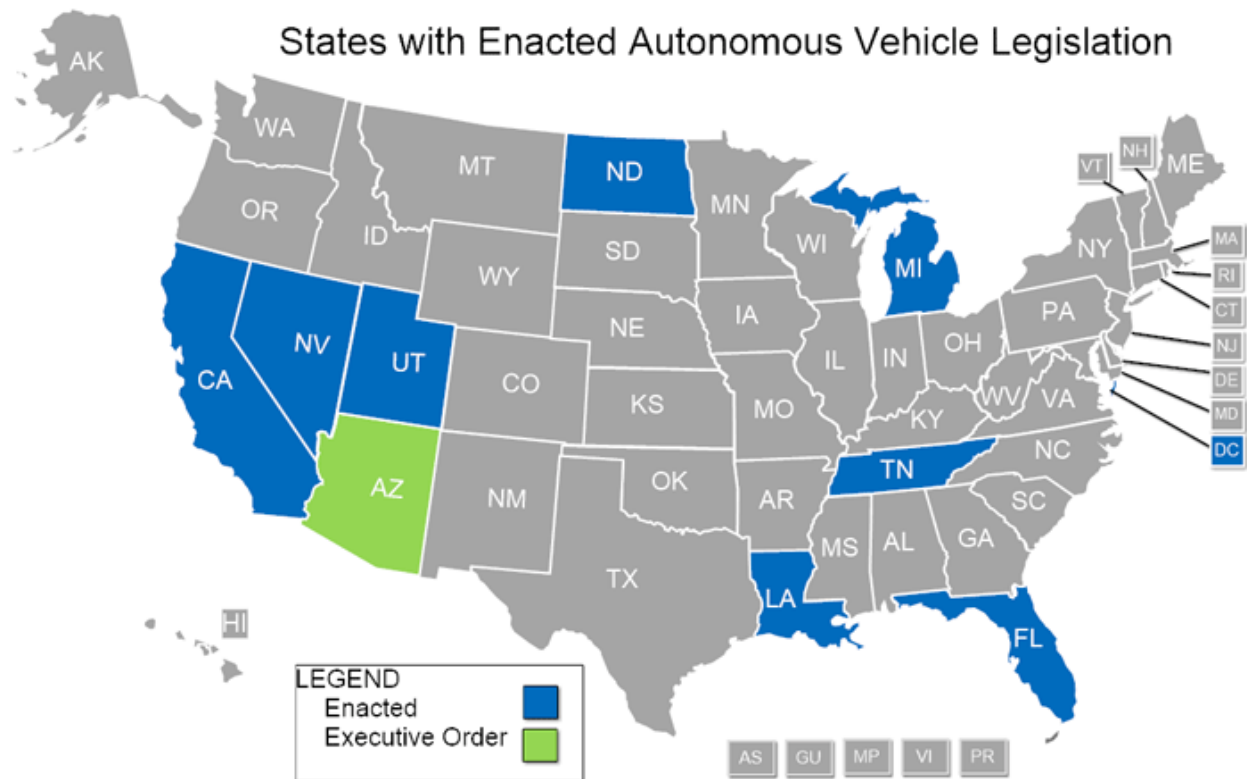 States with Enacted Autonomous Vehicle Legislation
AK
WA
MT
ND
MN
VT
NH
ME
OR
ID
SD
WI
MI
NY
MA
WY
RI
IA
PA
CT
NE
NV
UT
IL
IN
OH
NJ
CA
CO
DE
KS
MO
WV
VA
MD
KY
DC
NC
TN
AZ
NM
OK
AR
SC
MS
AL
GA
TX
LA
HI
FL
LEGEND
Enacted
Executive Order
AS
GU
MP
VI
PR